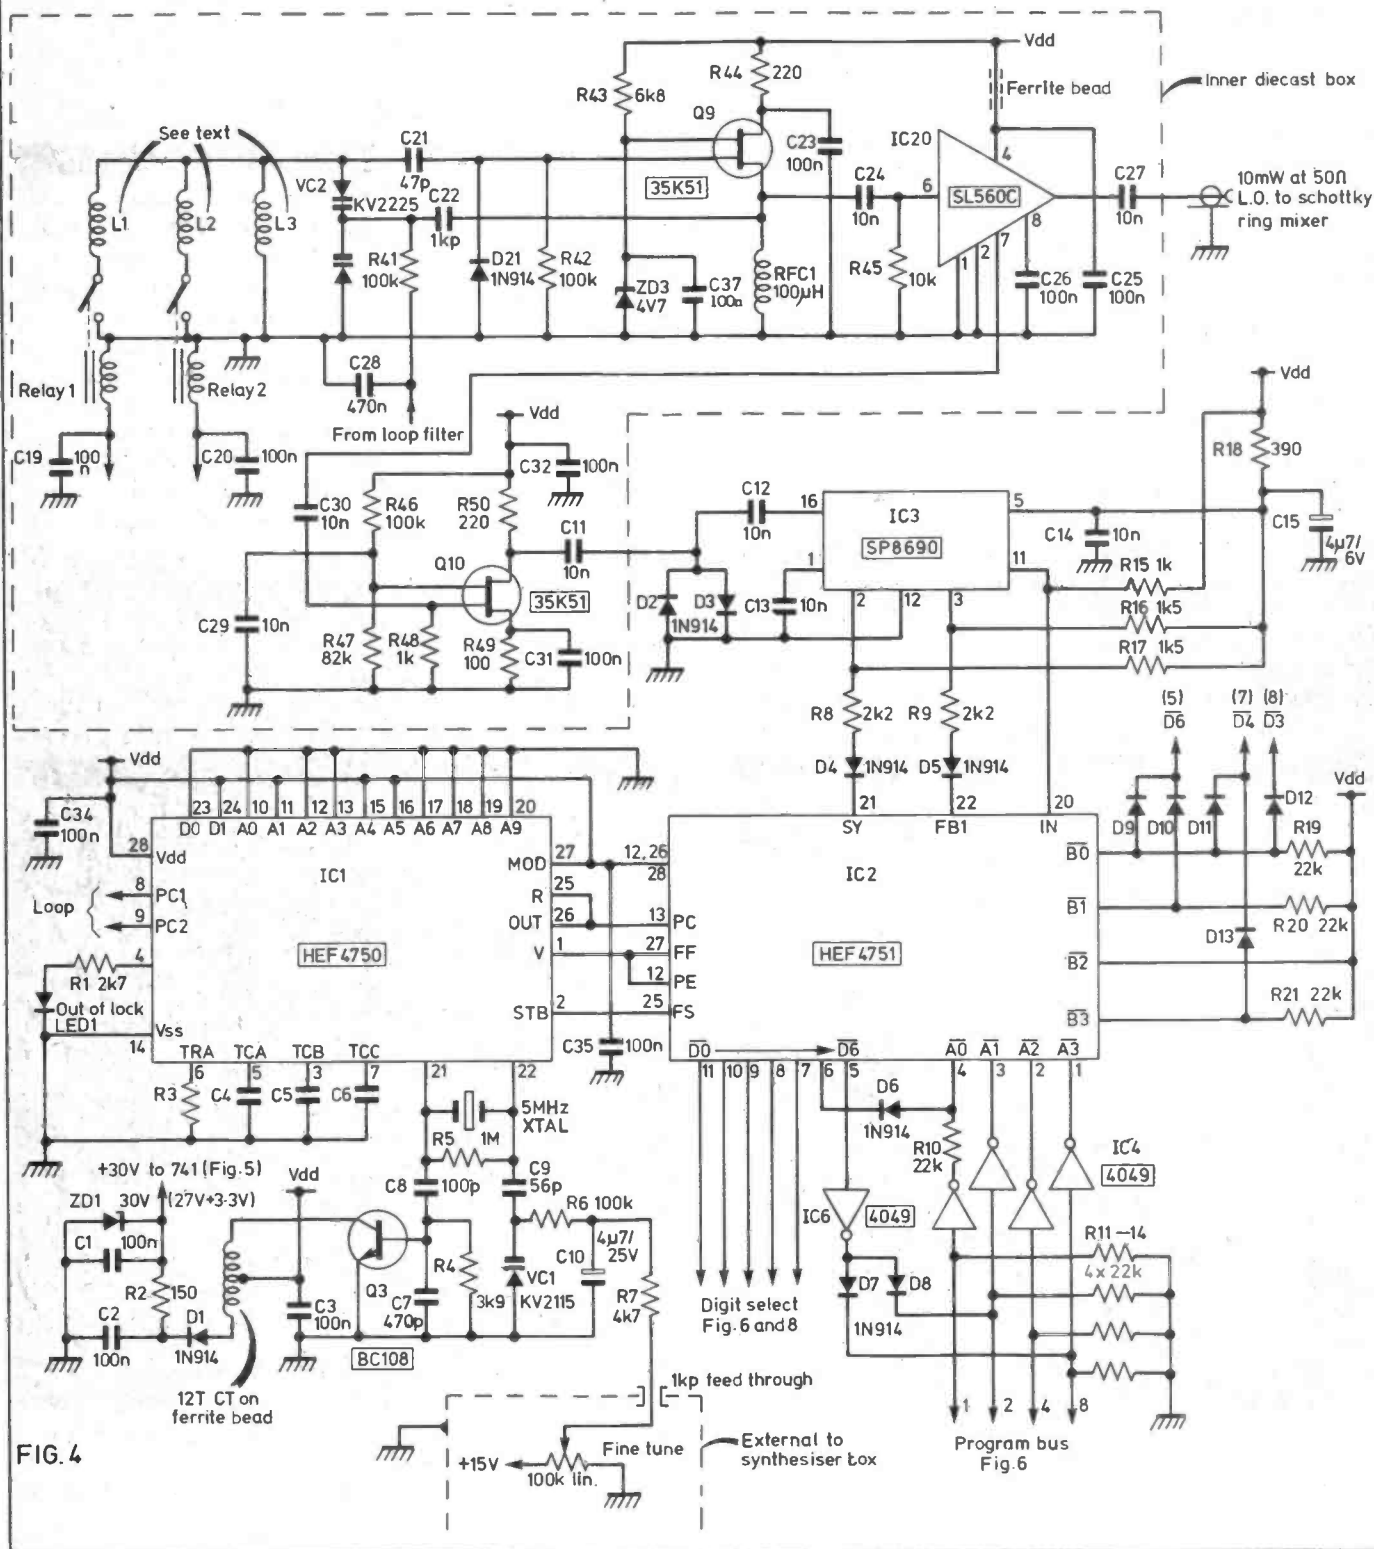 Vdd
R44 220
R43 6k8
Ferrite bead
Inner diecast box
See text
C21
47p
Q9
C23
100n
IC20
4
VC2
KV2225
C22
1kp
35K51
C24
10n
6
SL560C
C27
10n
10mW at 50Ω
L.O. to schottky
ring mixer
L1
L2
L3
8
7
2
1
R41
100k
D21
1N914
R42
100k
ZD3
4V7
C37
100n
RFC1
100μH
R45
10k
C26
100n
C25
100n
Relay 1
Relay 2
C28
470n
From loop filter
Vdd
Vdd
C19
100
n
C20
100n
C32
100n
R18 390
C30
10n
R46
100k
R50
220
C11
10n
C12
10n
16
IC3
SP8690
5
C14
10n
C15
4μ7/
6V
Q10
35K51
1
11
R15 1k
D2
D3
1N914
C13
10n
2
12
3
R16 1k5
R17 1k5
C29
10n
R47
82k
R48
1k
R49
100
C31
100n
R8
2k2
R9
2k2
(5)
D6
(7)
D4
(8)
D3
Vdd
Vdd
D4
1N914
D5
1N914
C34
100n
23 24 10 11 12 13 15 16 17 18 19 20
D0 D1 A0 A1 A2 A3 A4 A5 A6 A7 A8 A9
21
SY
22
FB1
20
IN
D9
D10
D11
D12
R19
22k
28
Vdd
IC1
MOD
27
12,26
28
IC2
B0
Loop
8
PC1
9
PC2
R
25
OUT
26
13
PC
B1
R20 22k
4
HEF4750
V
1
27
FF
HEF4751
D13
B2
R1 2k7
12
PE
R21 22k
Out of lock
LED1
STB
2
25
FS
B3
Vss
14
C35
100n
TRA
TCA
TCB
TCC
6
5
3
7
21
22
D0
D6
A0
A1
A2
A3
11 10 9 8 7 6 5 4 3 2 1
R3
C4
C5
C6
5MHz
XTAL
D6
1N914
R5
1M
R10
22k
IC4
4049
+30V to 741 (Fig.5)
ZD1
30V
(27V+3·3V)
Vdd
C8
100p
C9
56p
R6 100k
IC6
4049
C1
100n
4μ7/
25V
C10
R11—14
4x 22k
R2
150
Q3
R4
3k9
VC1
KV2115
R7
4k7
D7
D8
1N914
C2
100n
D1
1N914
C3
100n
C7
470p
BC108
Digit select
Fig.6 and 8
12T CT on
ferrite bead
1kp feed through
1
2
4
8
Program bus
Fig.6
FIG. 4
Fine tune
+15V
100k lin.
External to
synthesiser box